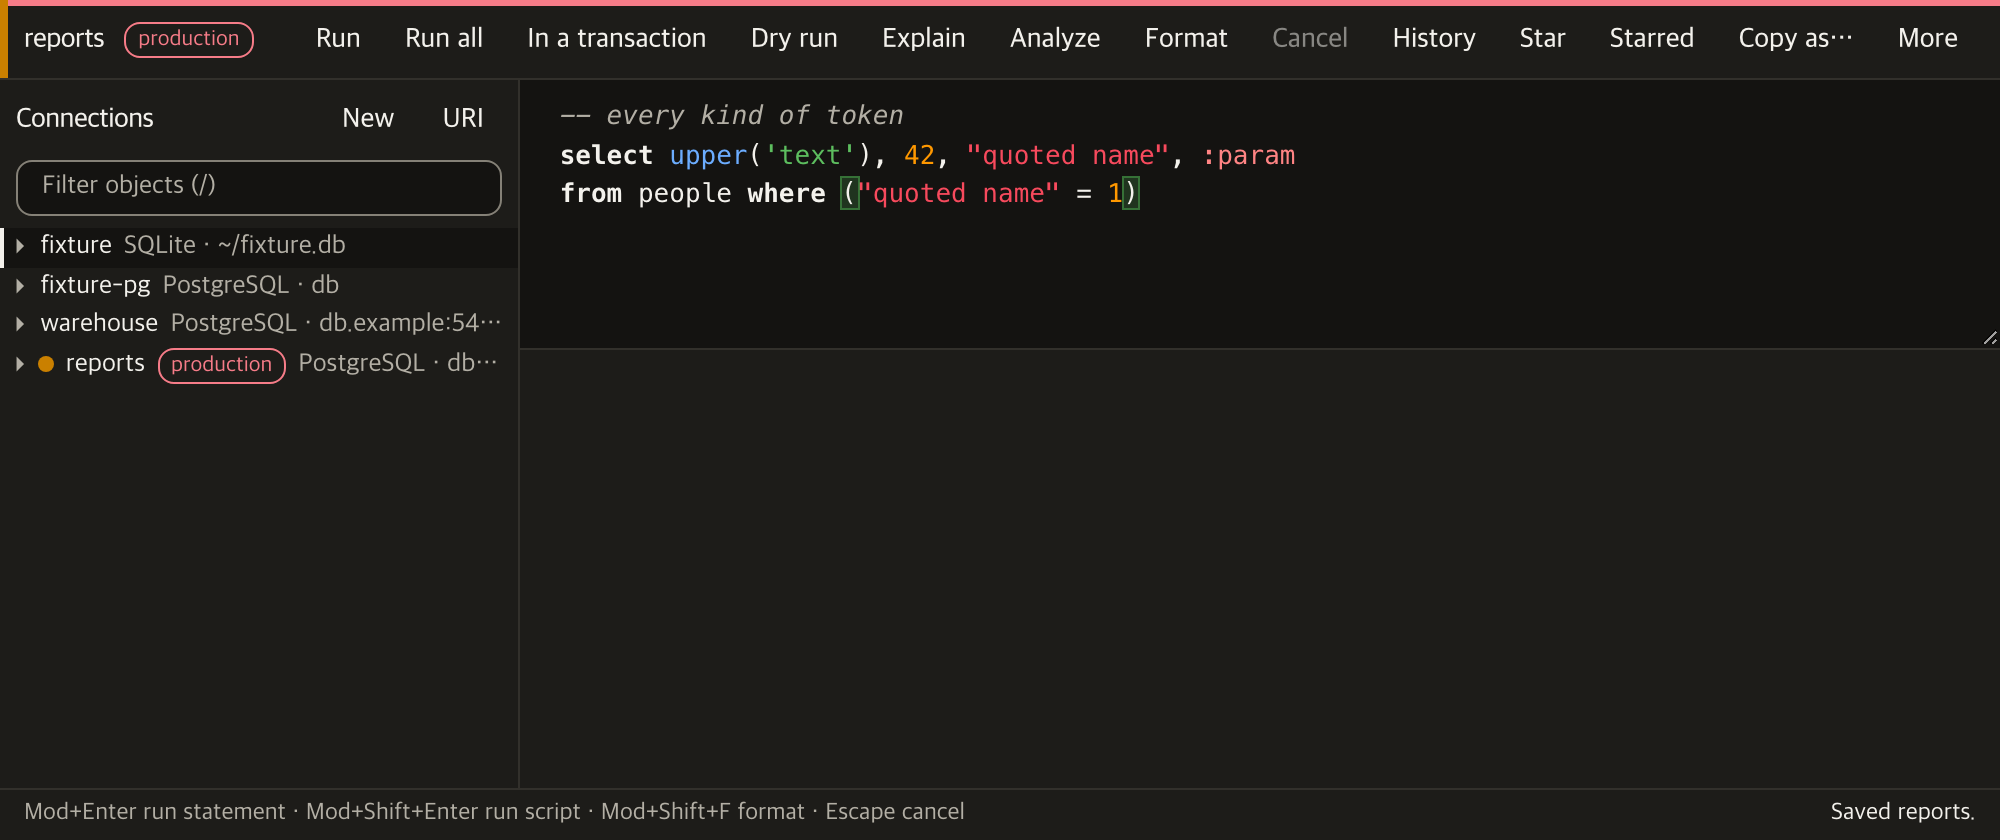 reports production Run Run all In a transaction Dry run Explain Analyze Format Cancel History Star Starred Copy as··· More
Connections New URI
Filter objects (/)
fixture SQLite · ~/fixture.db
fixture-pg PostgreSQL · db
warehouse PostgreSQL · db.example:54···
reports production PostgreSQL · db···
-- every kind of token
select upper('text'), 42, "quoted name", :param
from people where ("quoted name" = 1)
Mod+Enter run statement · Mod+Shift+Enter run script · Mod+Shift+F format · Escape cancel
Saved reports.